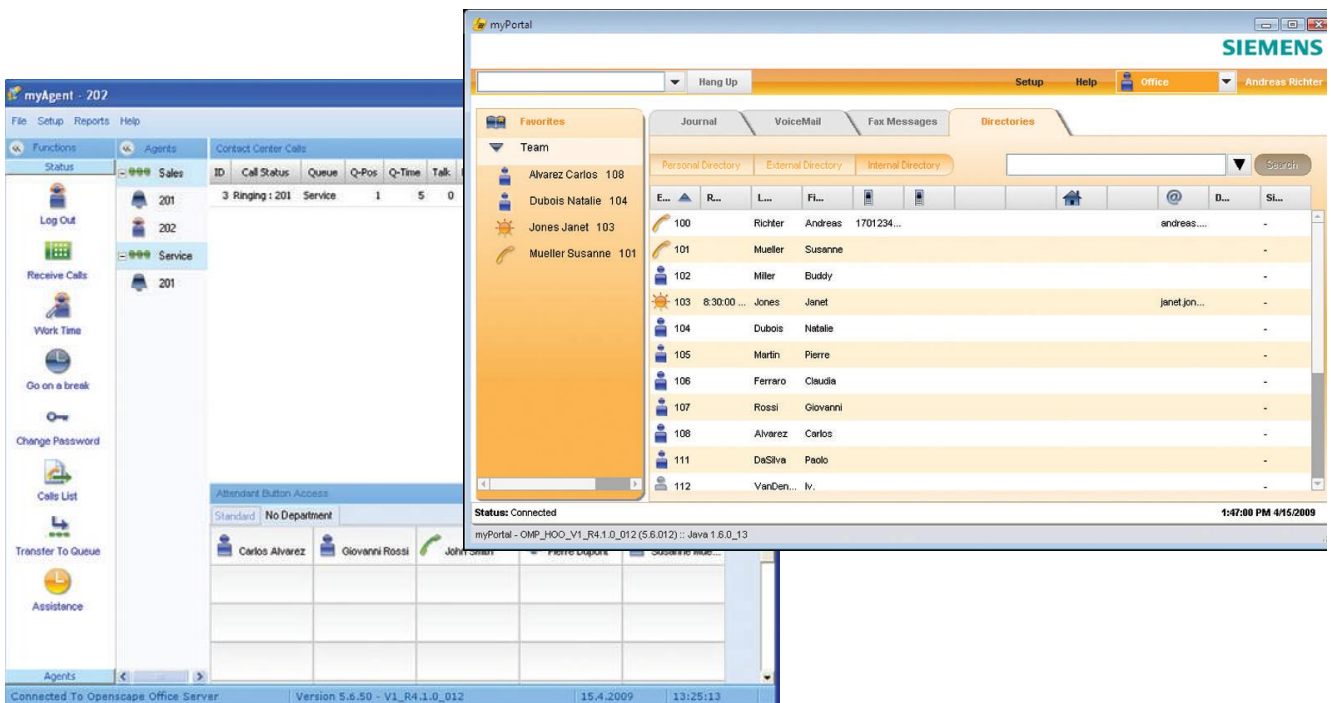 myPortal
SIEMENS
Hang Up Setup Help Office Andreas Richter
Favorites
Team
Alvarez Carlos 108
Dubois Natalie 104
Jones Janet 103
Mueller Susanne 101
Journal VoiceMail Fax Messages Directories
Personal Directory External Directory Internal Directory Search
E... R... L... Fi... @ D... Si...
100 Richter Andreas 1701234... andreas.... -
101 Mueller Susanne -
102 Miler Buddy -
103 8:30:00 ... Jones Janet janet.jon... -
104 Dubois Natalie -
105 Martin Pierre -
106 Ferraro Claudia -
107 Rossi Giovanni -
108 Alvarez Carlos -
111 DaSilva Paolo -
112 VanDen... Iv. -
Status: Connected 1:47:00 PM 4/15/2009
myPortal - OMP_HOO_V1_R4.1.0_012 (5.6.012) :: Java 1.6.0_13
myAgent - 202
File Setup Reports Help
Functions
Status
Log Out
Receive Calls
Work Time
Go on a break
Change Password
Calls List
Transfer To Queue
Assistance
Agents
Agents
Sales
201
202
Service
201
Contact Center Calls
ID Call Status Queue Q-Pos Q-Time Talk
3 Ringing : 201 Service 1 5 0
Attendant Button Access
Standard No Department
Carlos Alvarez Giovanni Rossi John Smith Pierre Dupont Susanne Mue...
Connected To Openscape Office Server Version 5.6.50 - V1_R4.1.0_012 15.4.2009 13:25:13